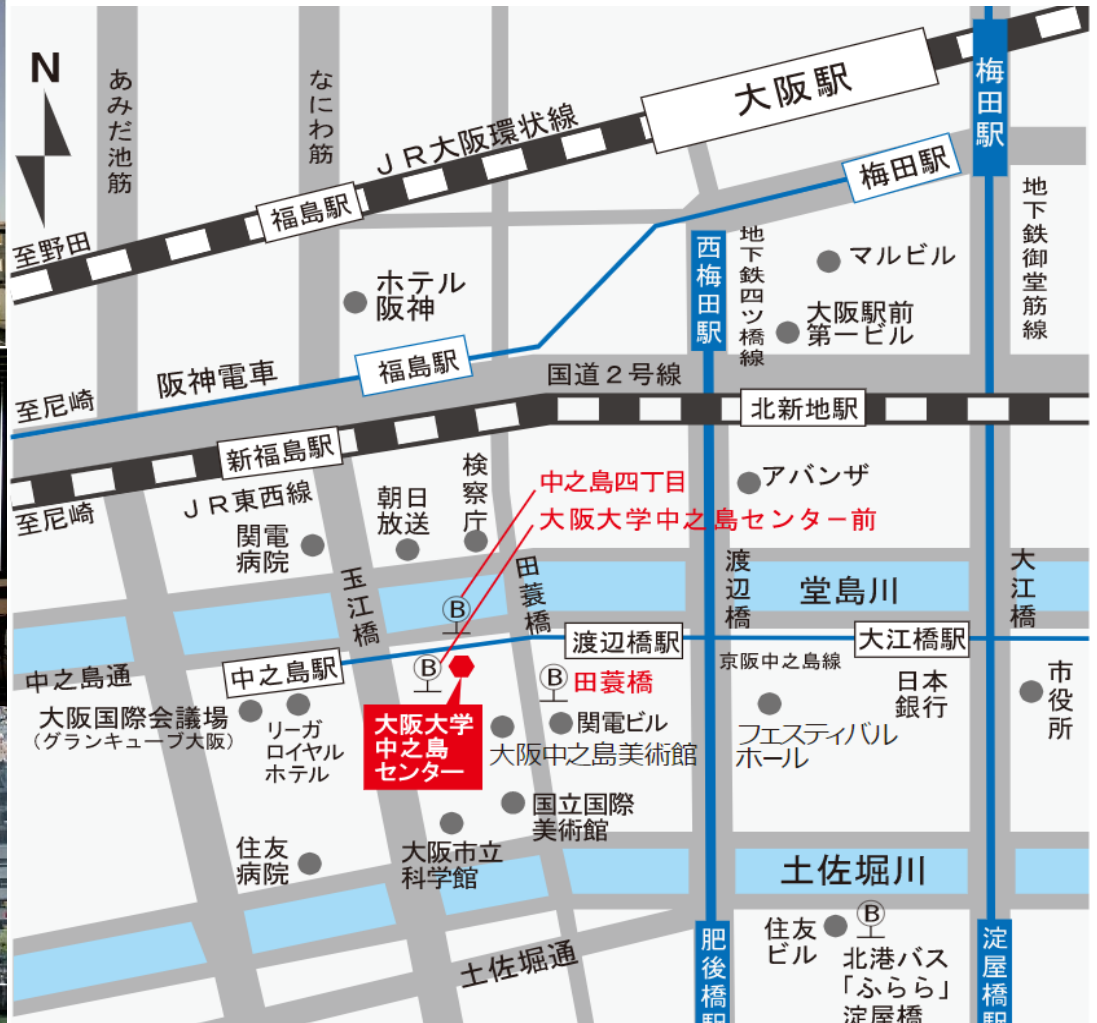 N
あみだ池筋
なにわ筋
ＪＲ大阪環状線
大阪駅
梅田駅
福島駅
梅田駅
至野田
地下鉄御堂筋線
西梅田駅
地下鉄四ツ橋線
マルビル
ホテル
阪神
大阪駅前
第一ビル
阪神電車
福島駅
国道２号線
至尼崎
北新地駅
新福島駅
ＪＲ東西線
至尼崎
検察庁
中之島四丁目
アバンザ
朝日
放送
大阪大学中之島センター前
関電
病院
玉江橋
田蓑橋
渡辺橋
堂島川
大江橋
B
渡辺橋駅
大江橋駅
中之島通
中之島駅
B
B
田蓑橋
京阪中之島線
日本
銀行
市役所
大阪国際会議場
（グランキューブ大阪）
リーガ
ロイヤル
ホテル
大阪大学
中之島
センター
関電ビル
大阪中之島美術館
フェスティバル
ホール
国立国際
美術館
大阪市立
科学館
住友
病院
土佐堀川
土佐堀通
肥後橋駅
住友
ビル
B
北港バス
「ふらら」
淀屋橋
淀屋橋駅